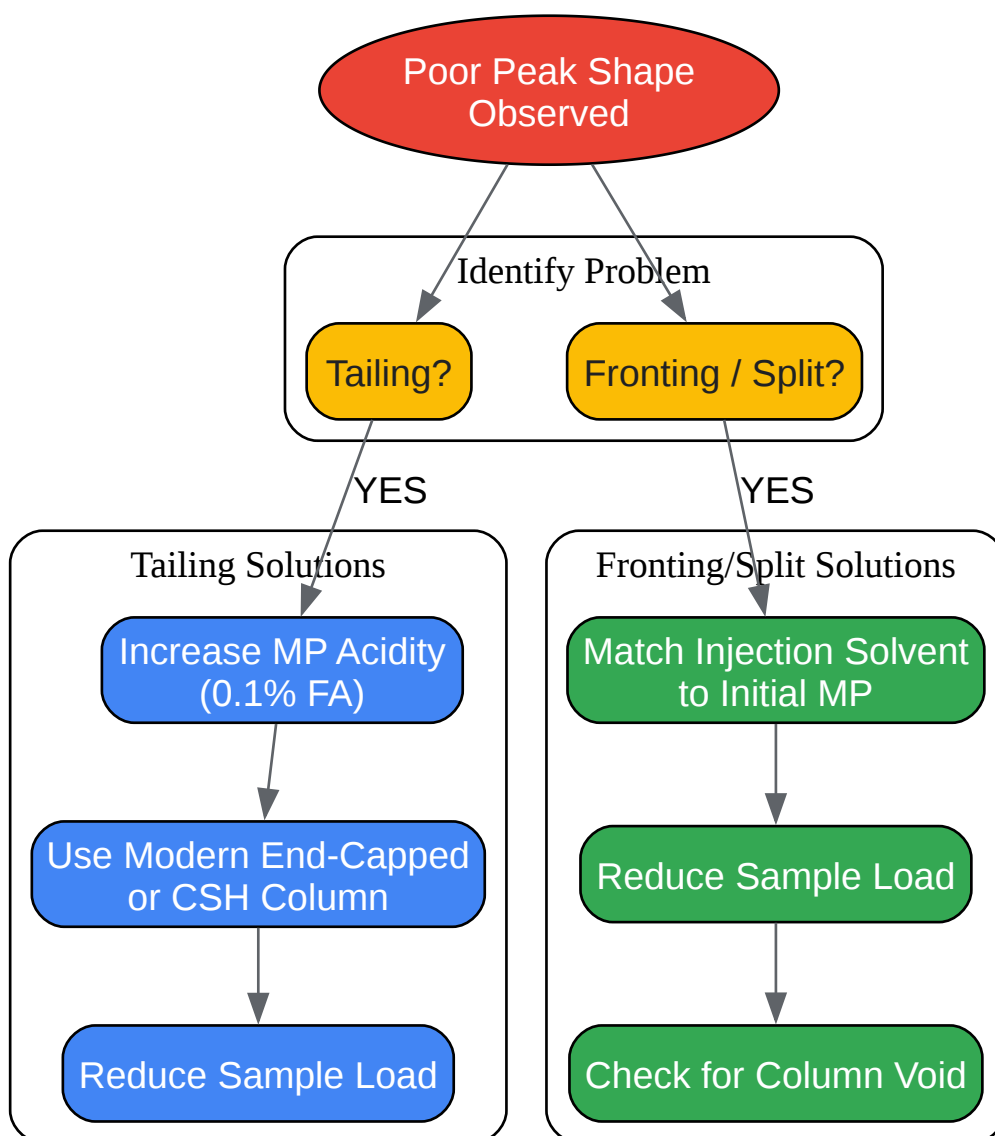 Poor Peak Shape
Observed
Identify Problem
Tailing?
Fronting / Split?
YES
YES
Tailing Solutions
Increase MP Acidity
(0.1% FA)
Use Modern End-Capped
or CSH Column
Reduce Sample Load
Fronting/Split Solutions
Match Injection Solvent
to Initial MP
Reduce Sample Load
Check for Column Void